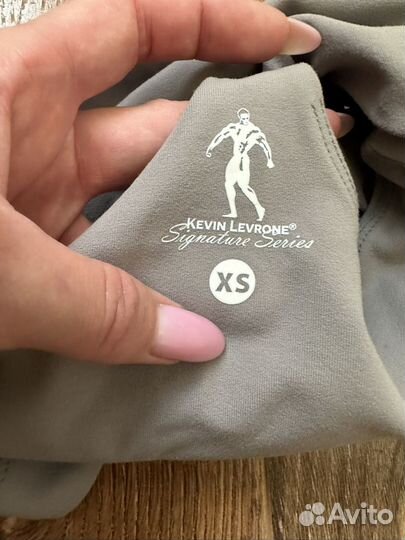 KEVIN LEVRONE®
Signature Series
XS
Avito